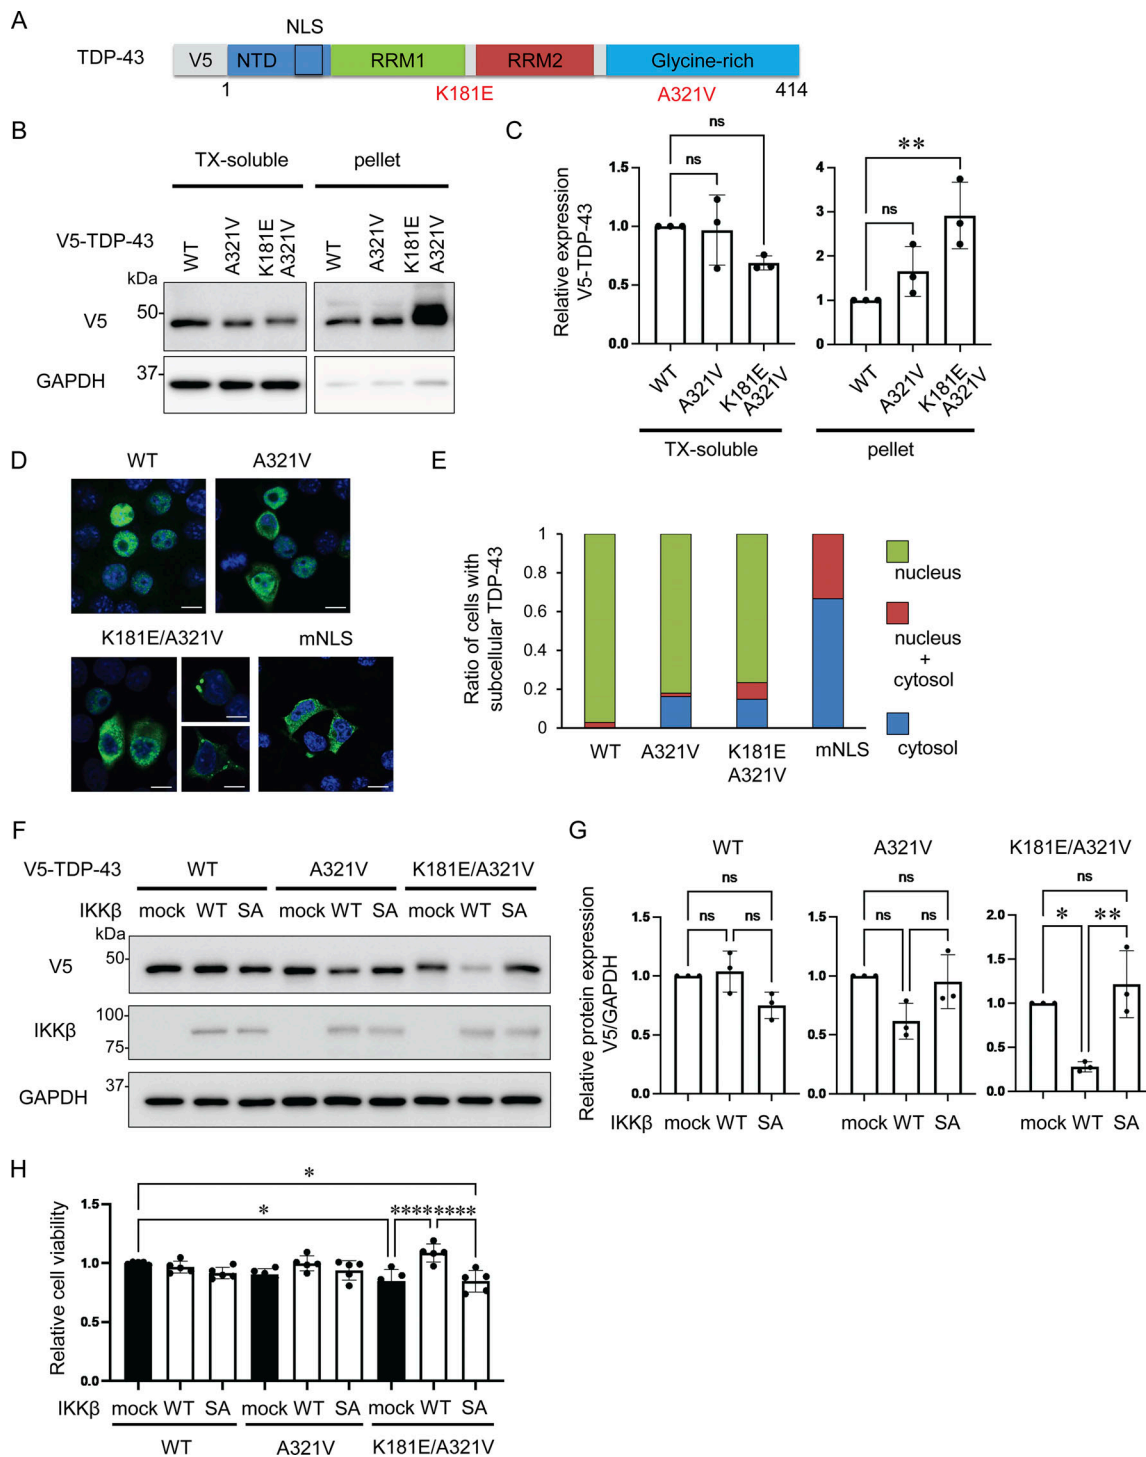 A
NLS
TDP-43
V5 NTD RRM1 RRM2 Glycine-rich
1 K181E A321V 414
B
TX-soluble pellet
V5-TDP-43
WT A321V K181E A321V WT A321V K181E A321V
kDa
V5 50
GAPDH 37
C
Relative expression
V5-TDP-43
ns
ns
1.5
1.0
0.5
0.0
WT A321V K181E A321V
TX-soluble
**
ns
4
3
2
1
0
WT A321V K181E A321V
pellet
D
WT A321V
K181E/A321V mNLS
E
Ratio of cells with
subcellular TDP-43
1
0.8
0.6
0.4
0.2
0
WT A321V K181E mNLS
A321V
nucleus
nucleus
+
cytosol
cytosol
F
V5-TDP-43 WT A321V K181E/A321V
IKKβ mock WT SA mock WT SA mock WT SA
kDa
V5 50
IKKβ 100
75
GAPDH 37
G
Relative protein expression
V5/GAPDH
WT
ns
ns ns
1.5
1.0
0.5
0.0
A321V
ns
ns ns
1.5
1.0
0.5
0.0
K181E/A321V
ns
* **
2.0
1.5
1.0
0.5
0.0
IKKβ mock WT SA mock WT SA mock WT SA
H
Relative cell viability
*
* **** ****
1.5
1.0
0.5
0.0
IKKβ mock WT SA mock WT SA mock WT SA
WT A321V K181E/A321V